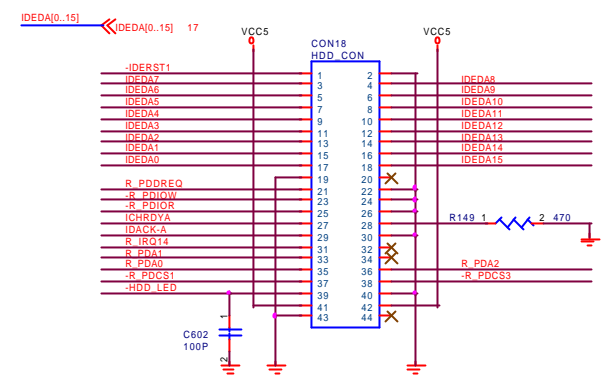 IDEDA[0..15]
IDEDA[0..15] 17
VCC5 VCC5
CON18
HDD_CON
-IDERST1 1 2
IDEDA7 3 4 IDEDA8
IDEDA6 5 6 IDEDA9
IDEDA5 7 8 IDEDA10
IDEDA4 9 10 IDEDA11
IDEDA3 11 12 IDEDA12
IDEDA2 13 14 IDEDA13
IDEDA1 15 16 IDEDA14
IDEDA0 17 18 IDEDA15
19 20
R_PDDREQ 21 22
-R_PDIOW 23 24
-R_PDIOR 25 26
ICHRDYA 27 28 R149 1 2 470
IDACK-A 29 30
R_IRQ14 31 32
R_PDA1 33 34
R_PDA0 35 36 R_PDA2
-R_PDCS1 37 38 -R_PDCS3
-HDD_LED 39 40
41 42
43 44
1
C602
100P
2